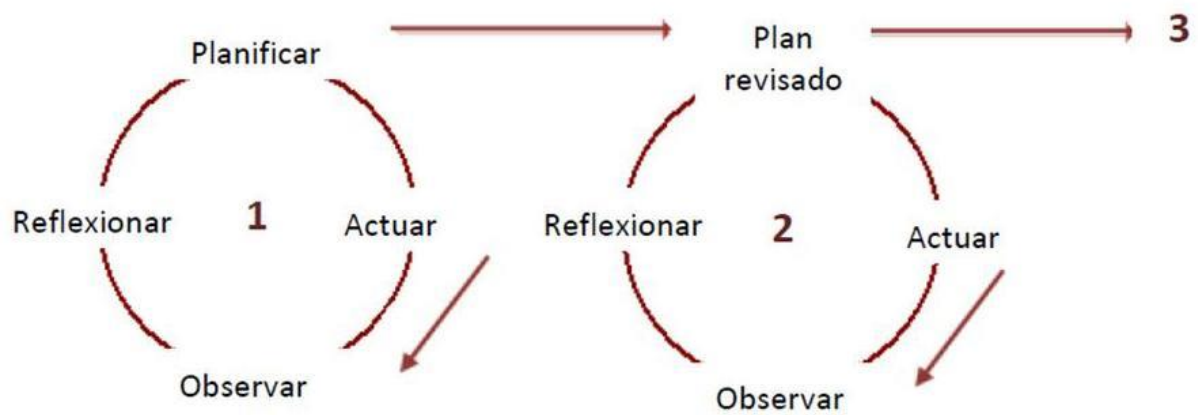 Planificar
Reflexionar
1
Actuar
Observar
Plan
revisado
Reflexionar
2
Actuar
Observar
3